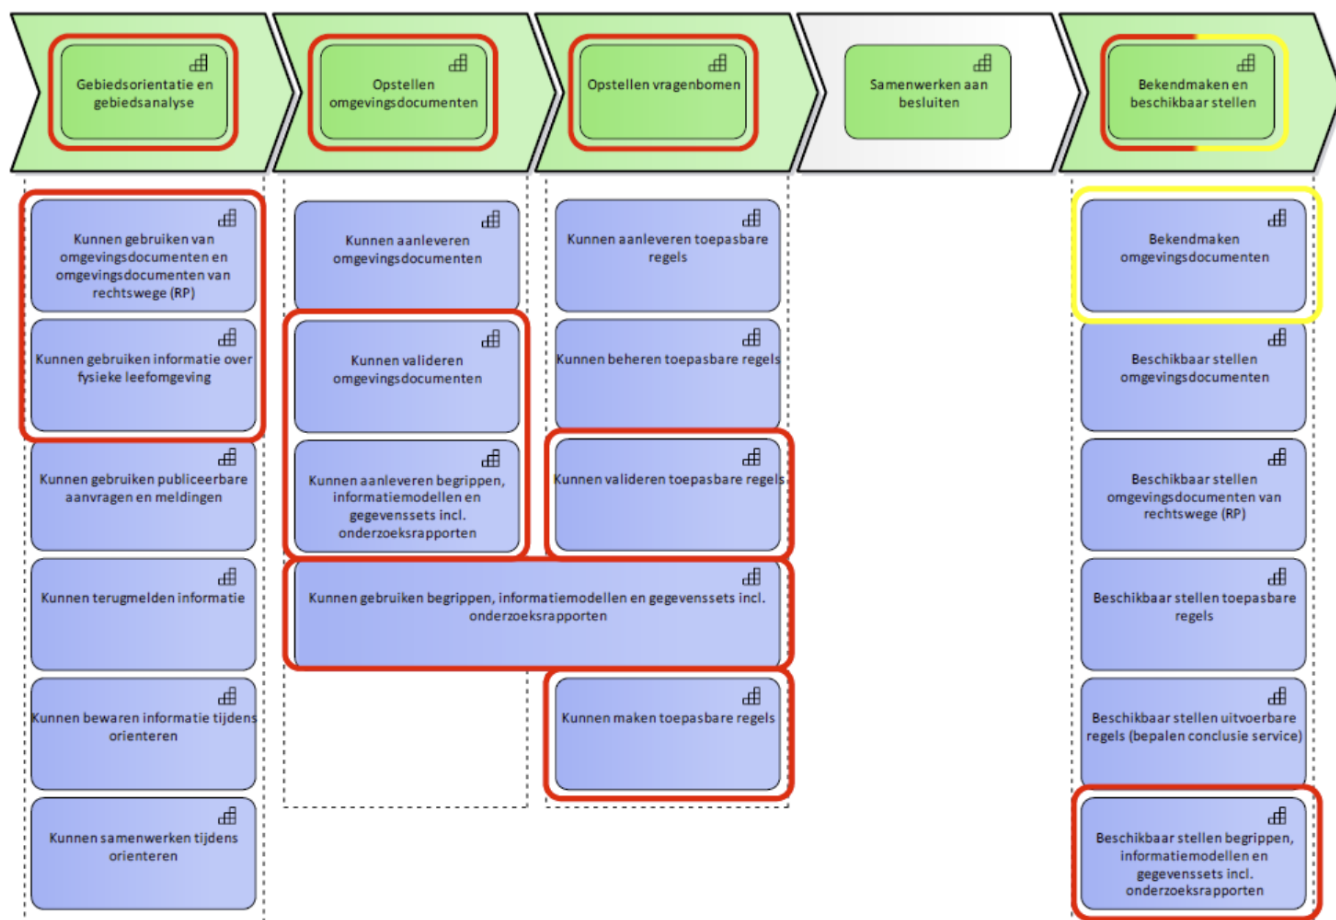 Gebiedsorientatie en
gebiedsanalyse
Opstellen
omgevingsdocumenten
Opstellen vragenbomen
Samenwerken aan
besluiten
Bekendmaken en
beschikbaar stellen
Kunnen gebruiken van
omgevingsdocumenten en
omgevingsdocumenten van
rechtswege (RP)
Kunnen gebruiken informatie over
fysieke leefomgeving
Kunnen gebruiken publiceerbare
aanvragen en meldingen
Kunnen terugmelden informatie
Kunnen bewaren informatie tijdens
orienteren
Kunnen samenwerken tijdens
orienteren
Kunnen aanleveren
omgevingsdocumenten
Kunnen valideren
omgevingsdocumenten
Kunnen aanleveren begrippen,
informatiemodellen en
gegevenssets incl.
onderzoeksrapporten
Kunnen gebruiken begrippen, informatiemodellen en gegevenssets incl.
onderzoeksrapporten
Kunnen aanleveren toepasbare
regels
Kunnen beheren toepasbare regels
Kunnen valideren toepasbare regels
Kunnen maken toepasbare regels
Bekendmaken
omgevingsdocumenten
Beschikbaar stellen
omgevingsdocumenten
Beschikbaar stellen
omgevingsdocumenten van
rechtswege (RP)
Beschikbaar stellen toepasbare
regels
Beschikbaar stellen uitvoerbare
regels (bepalen conclusie service)
Beschikbaar stellen begrippen,
informatiemodellen en
gegevenssets incl.
onderzoeksrapporten